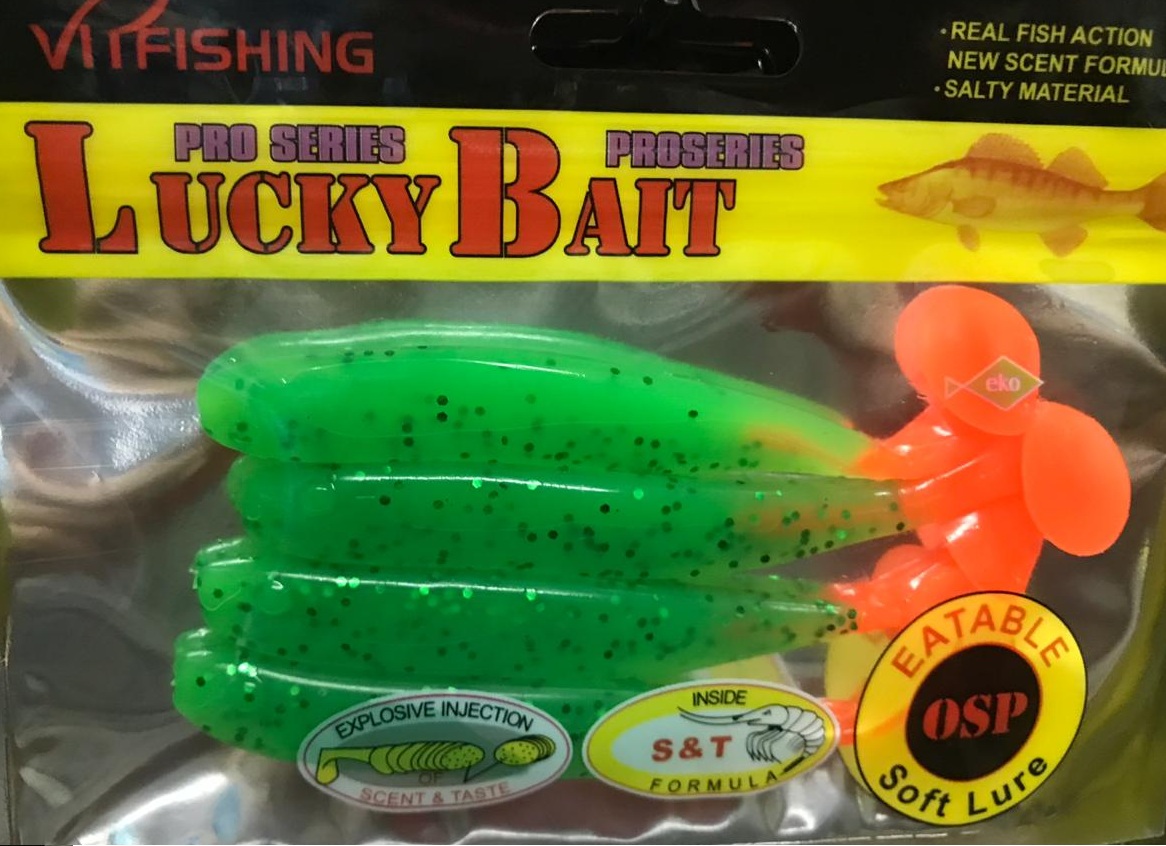 VITFISHING
·REAL FISH ACTION
NEW SCENT FORMUL
·SALTY MATERIAL
PRO SERIES PROSERIES
LUCKY BAIT
eko
EXPLOSIVE INJECTION
OF
SCENT & TASTE
INSIDE
S&T
FORMULA
EATABLE
OSP
Soft Lure